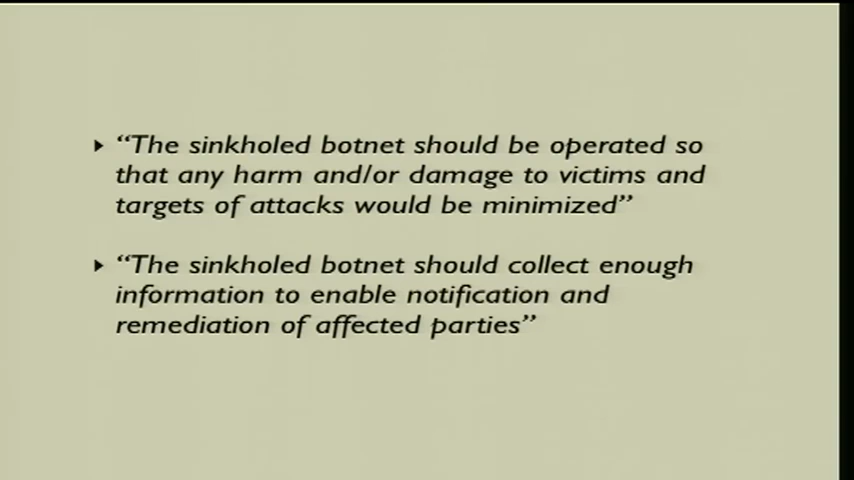 “The sinkholed botnet should be operated so
that any harm and/or damage to victims and
targets of attacks would be minimized”
“The sinkholed botnet should collect enough
information to enable notification and
remediation of affected parties”